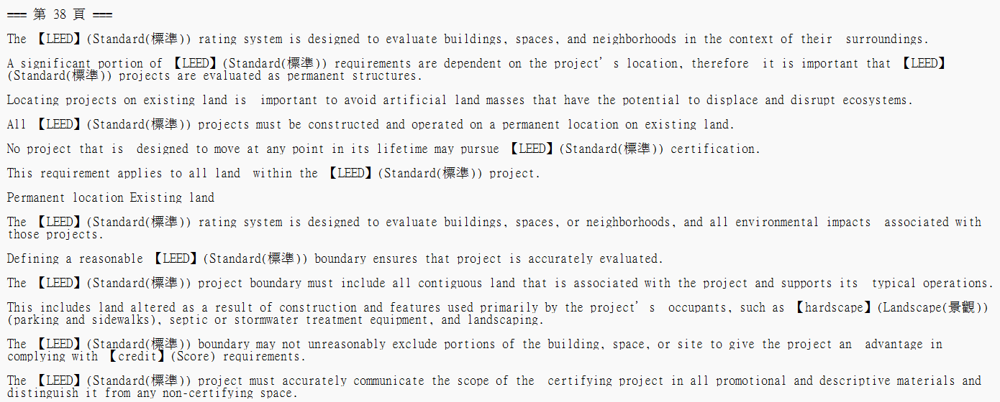 === 第 38 頁 ===
The 【LEED】(Standard(標準)) rating system is designed to evaluate buildings, spaces, and neighborhoods in the context of their  surroundings.
A significant portion of 【LEED】(Standard(標準)) requirements are dependent on the project's location, therefore  it is important that 【LEED】
(Standard(標準)) projects are evaluated as permanent structures.
Locating projects on existing land is  important to avoid artificial land masses that have the potential to displace and disrupt ecosystems.
All 【LEED】(Standard(標準)) projects must be constructed and operated on a permanent location on existing land.
No project that is  designed to move at any point in its lifetime may pursue 【LEED】(Standard(標準)) certification.
This requirement applies to all land  within the 【LEED】(Standard(標準)) project.
Permanent location Existing land
The 【LEED】(Standard(標準)) rating system is designed to evaluate buildings, spaces, or neighborhoods, and all environmental impacts  associated with
those projects.
Defining a reasonable 【LEED】(Standard(標準)) boundary ensures that project is accurately evaluated.
The 【LEED】(Standard(標準)) project boundary must include all contiguous land that is associated with the project and supports its  typical operations.
This includes land altered as a result of construction and features used primarily by the project's  occupants, such as 【hardscape】(Landscape(景觀))
(parking and sidewalks), septic or stormwater treatment equipment, and landscaping.
The 【LEED】(Standard(標準)) boundary may not unreasonably exclude portions of the building, space, or site to give the project an  advantage in
complying with 【credit】(Score) requirements.
The 【LEED】(Standard(標準)) project must accurately communicate the scope of the  certifying project in all promotional and descriptive materials and
distinguish it from any non-certifying space.